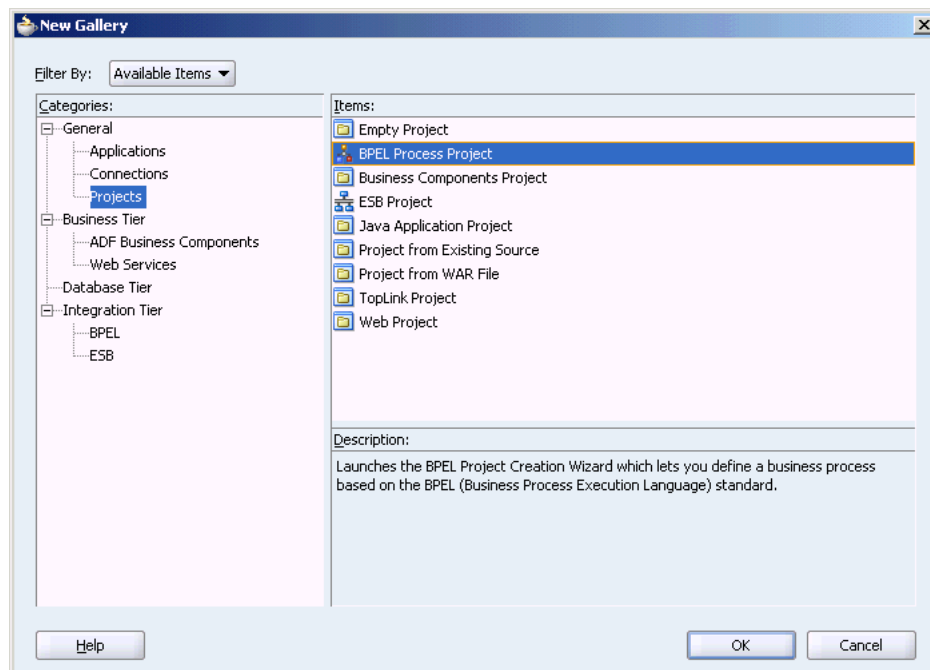 New Gallery
Filter By: Available Items
Categories:
General
Applications
Connections
Projects
Business Tier
ADF Business Components
Web Services
Database Tier
Integration Tier
BPEL
ESB
Items:
Empty Project
BPEL Process Project
Business Components Project
ESB Project
Java Application Project
Project from Existing Source
Project from WAR File
TopLink Project
Web Project
Description:
Launches the BPEL Project Creation Wizard which lets you define a business process
based on the BPEL (Business Process Execution Language) standard.
Help
OK
Cancel